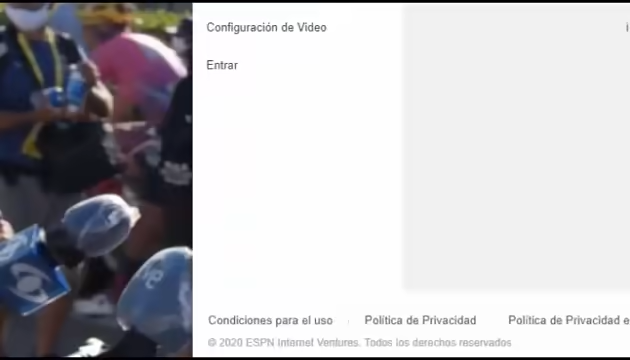 Configuración de Video
Entrar
Condiciones para el uso
Política de Privacidad
Política de Privacidad e
© 2020 ESPN Internet Ventures. Todos los derechos reservados